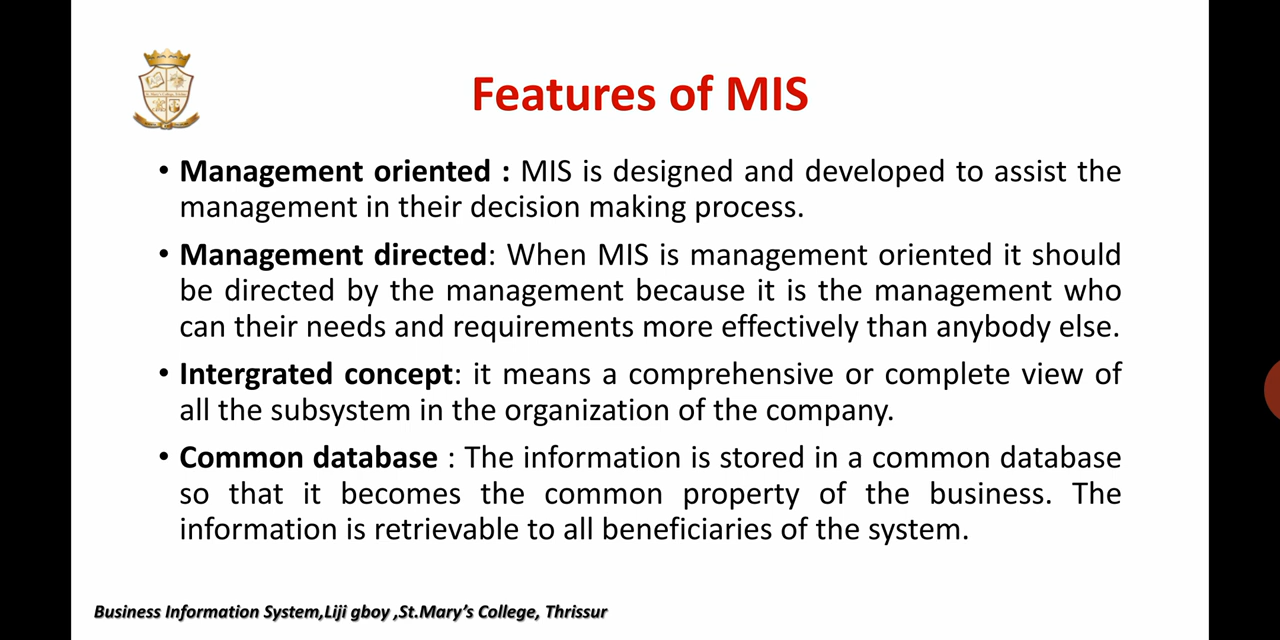 Features of MIS
• Management oriented : MIS is designed and developed to assist the
management in their decision making process.
• Management directed: When MIS is management oriented it should
be directed by the management because it is the management who
can their needs and requirements more effectively than anybody else.
• Intergrated concept: it means a comprehensive or complete view of
all the subsystem in the organization of the company.
• Common database : The information is stored in a common database
so that it becomes the common property of the business. The
information is retrievable to all beneficiaries of the system.
Business Information System,Liji gboy ,St.Mary's College, Thrissur